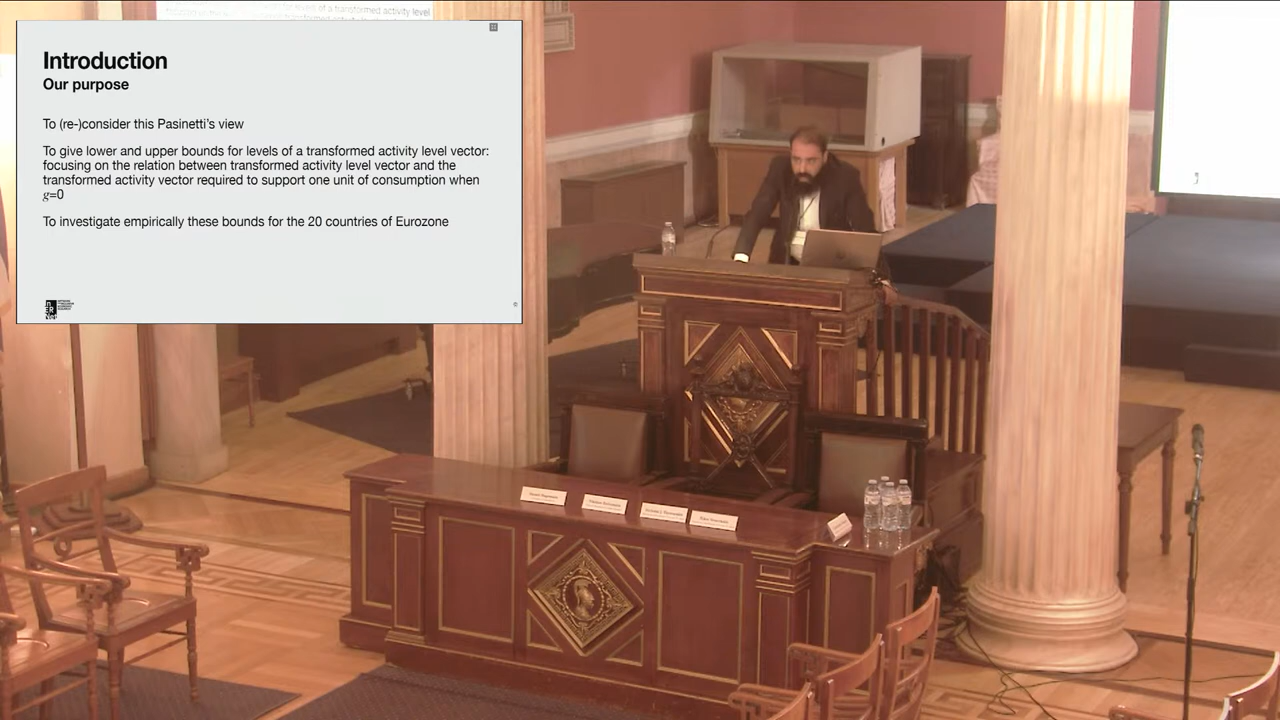 Introduction
Our purpose
To (re-)consider this Pasinetti's view
To give lower and upper bounds for levels of a transformed activity level vector:
focusing on the relation between transformed activity level vector and the
transformed activity vector required to support one unit of consumption when
g=0
To investigate empirically these bounds for the 20 countries of Eurozone